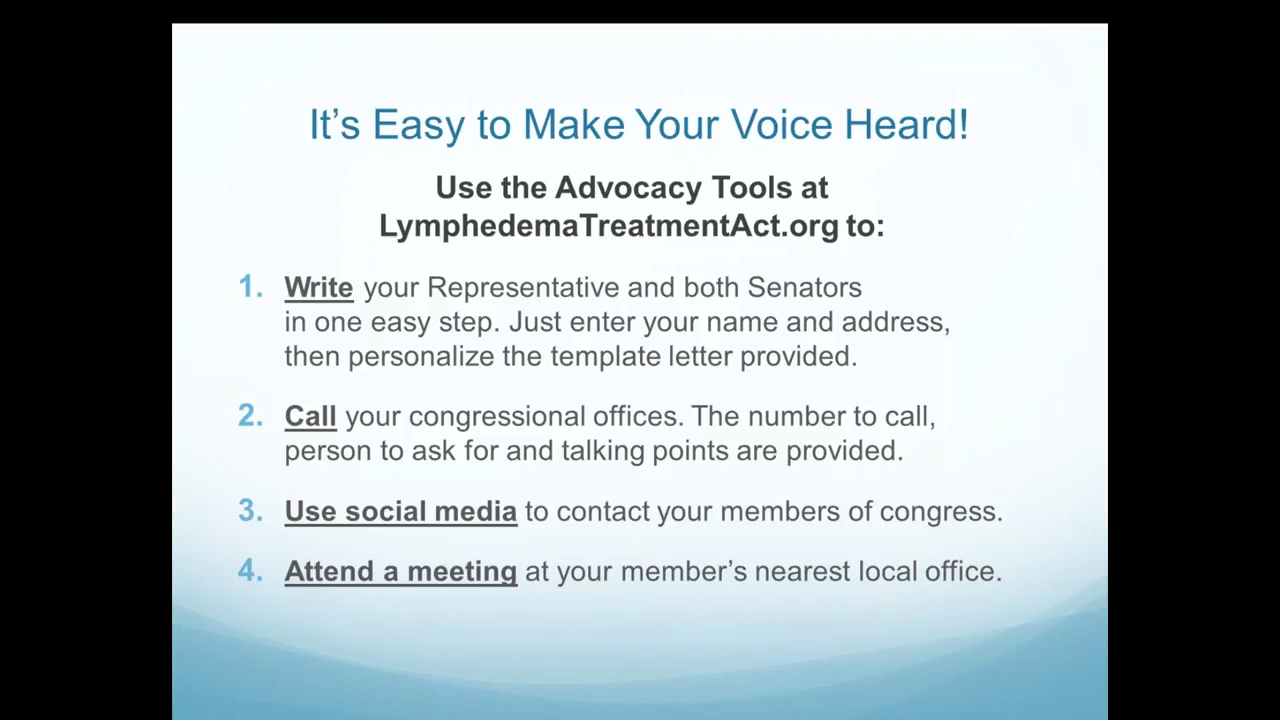 It's Easy to Make Your Voice Heard!
Use the Advocacy Tools at
LymphedemaTreatmentAct.org to:
1. Write your Representative and both Senators
in one easy step. Just enter your name and address,
then personalize the template letter provided.
2. Call your congressional offices. The number to call,
person to ask for and talking points are provided.
3. Use social media to contact your members of congress.
4. Attend a meeting at your member's nearest local office.